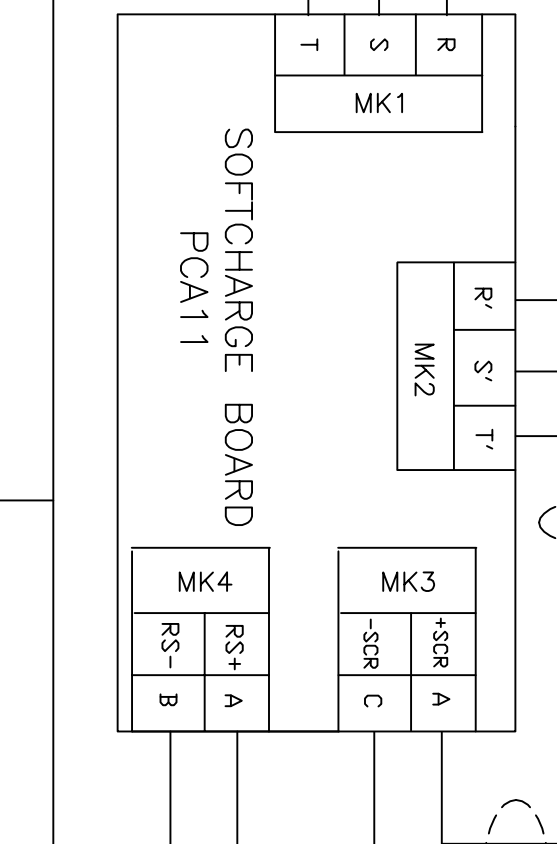 T S R
MK1
SOFTCHARGE BOARD
PCA11
R'
S'
T'
MK2
MK4
RS- RS+
B A
MK3
-SCR +SCR
C A